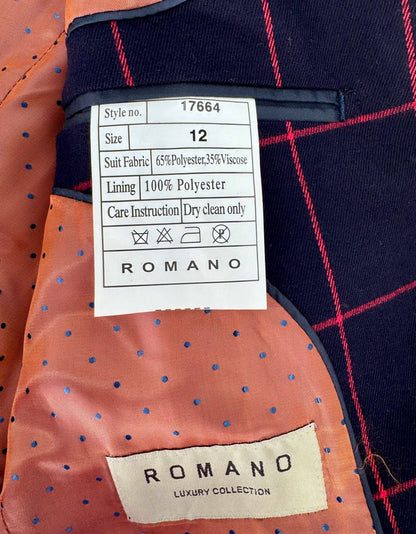 Style no. 17664
Size 12
Suit Fabric 65%Polyester,35%Viscose
Lining 100% Polyester
Care Instruction Dry clean only
ROMANO
ROMANO
LUXURY COLLECTION